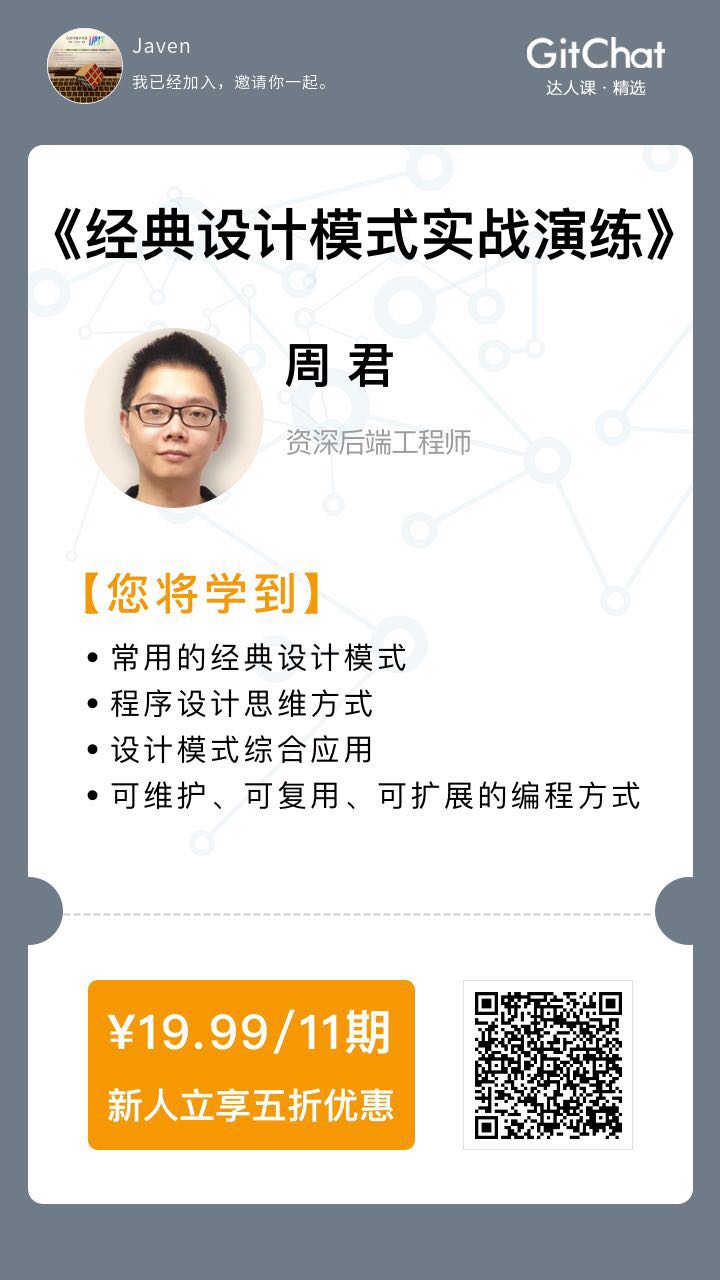 Javen
我已经加入，邀请你一起。
GitChat
达人课 · 精选
《经典设计模式实战演练》
周 君
资深后端工程师
【您将学到】
• 常用的经典设计模式
• 程序设计思维方式
• 设计模式综合应用
• 可维护、可复用、可扩展的编程方式
¥19.99/11期
新人立享五折优惠